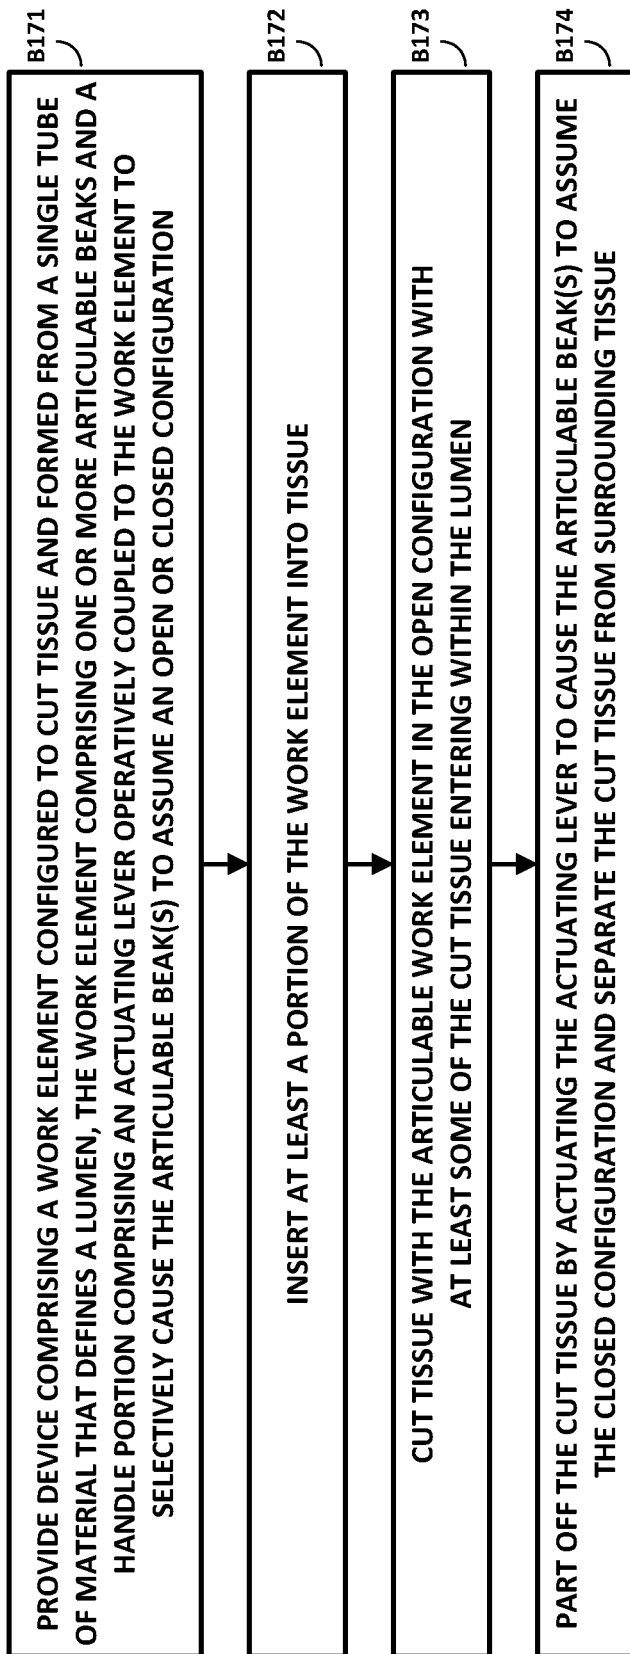 B171
PROVIDE DEVICE COMPRISING A WORK ELEMENT CONFIGURED TO CUT TISSUE AND FORMED FROM A SINGLE TUBE
OF MATERIAL THAT DEFINES A LUMEN, THE WORK ELEMENT COMPRISING ONE OR MORE ARTICULABLE BEAKS AND A
HANDLE PORTION COMPRISING AN ACTUATING LEVER OPERATIVELY COUPLED TO THE WORK ELEMENT TO
SELECTIVELY CAUSE THE ARTICULABLE BEAK(S) TO ASSUME AN OPEN OR CLOSED CONFIGURATION
B172
INSERT AT LEAST A PORTION OF THE WORK ELEMENT INTO TISSUE
B173
CUT TISSUE WITH THE ARTICULABLE WORK ELEMENT IN THE OPEN CONFIGURATION WITH
AT LEAST SOME OF THE CUT TISSUE ENTERING WITHIN THE LUMEN
B174
PART OFF THE CUT TISSUE BY ACTUATING THE ACTUATING LEVER TO CAUSE THE ARTICULABLE BEAK(S) TO ASSUME
THE CLOSED CONFIGURATION AND SEPARATE THE CUT TISSUE FROM SURROUNDING TISSUE